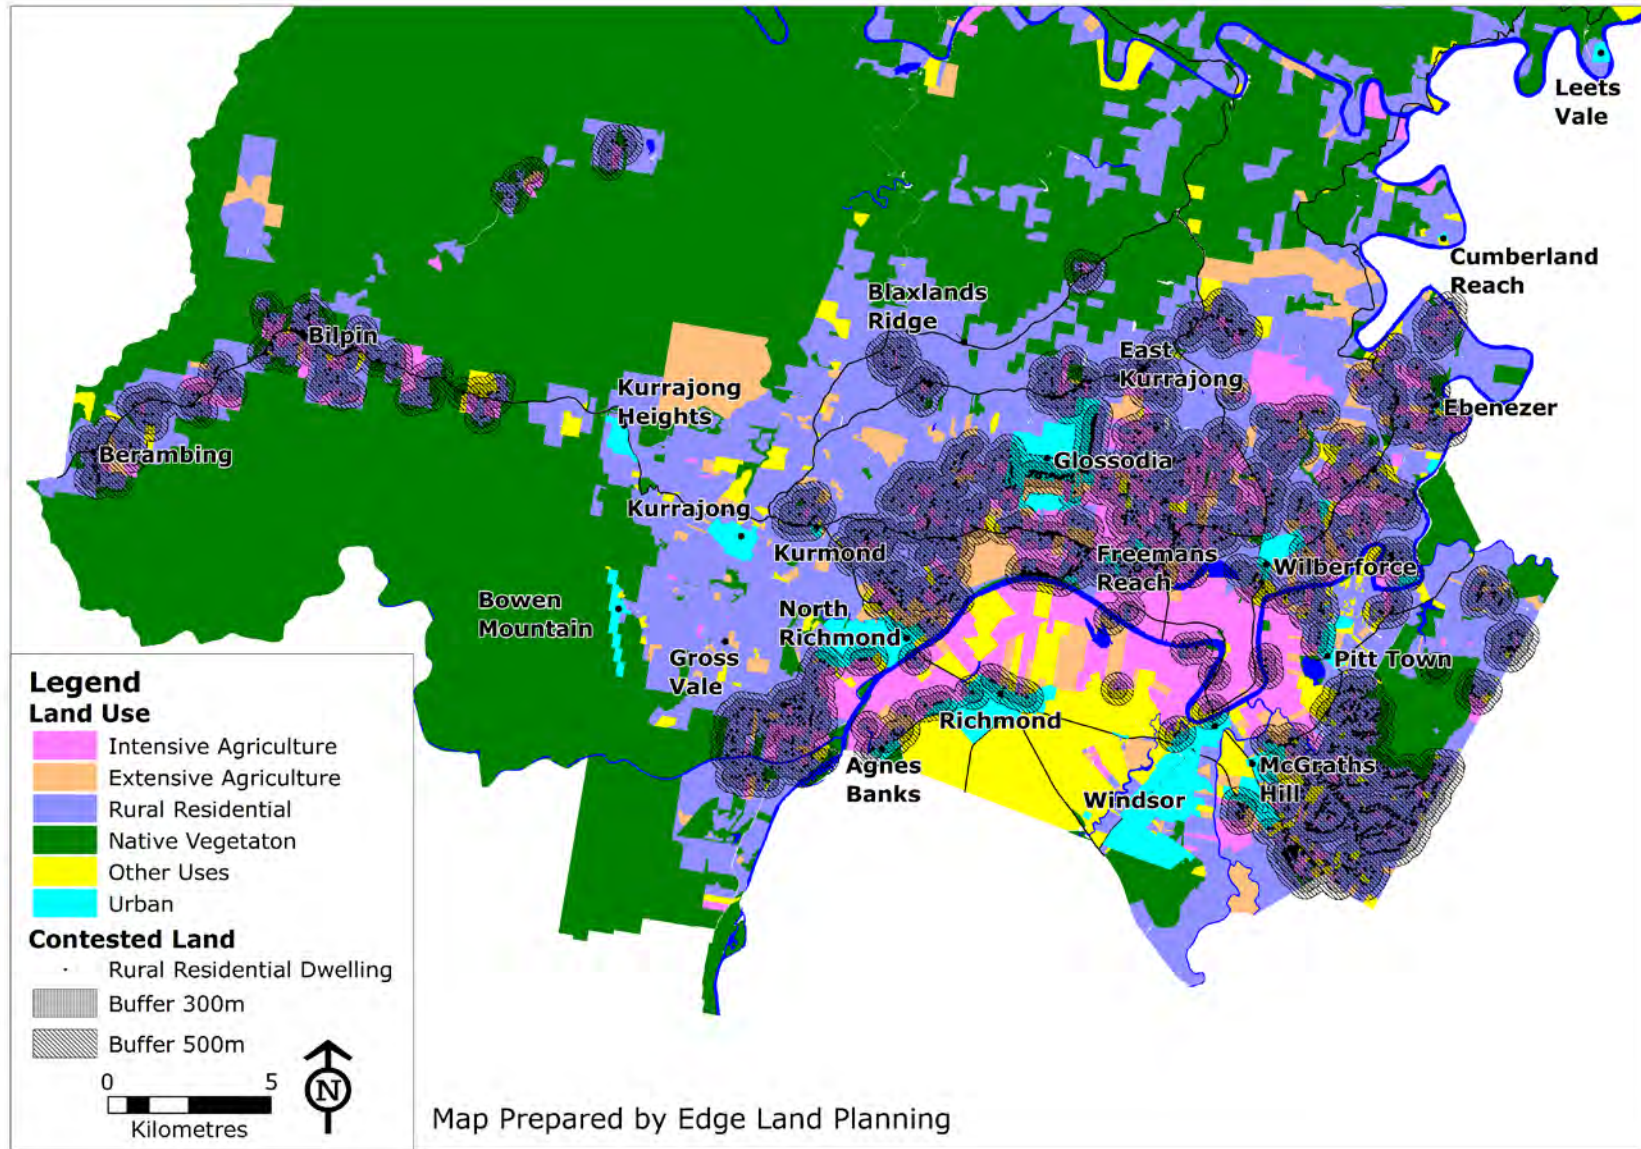 Leets
Vale
Cumberland
Reach
Blaxlands
Ridge
Bilpin
East
Kurrajong
Kurrajong
Heights
Ebenezer
Berambing
Glossodia
Kurrajong
Kurmond
Freemans
Reach
Wilberforce
Bowen
Mountain
North
Richmond
Gross
Vale
Pitt Town
Richmond
Agnes
Banks
McGraths
Hill
Windsor
Legend
Land Use
Intensive Agriculture
Extensive Agriculture
Rural Residential
Native Vegetaton
Other Uses
Urban
Contested Land
Rural Residential Dwelling
Buffer 300m
Buffer 500m
0 5
Kilometres
N
Map Prepared by Edge Land Planning